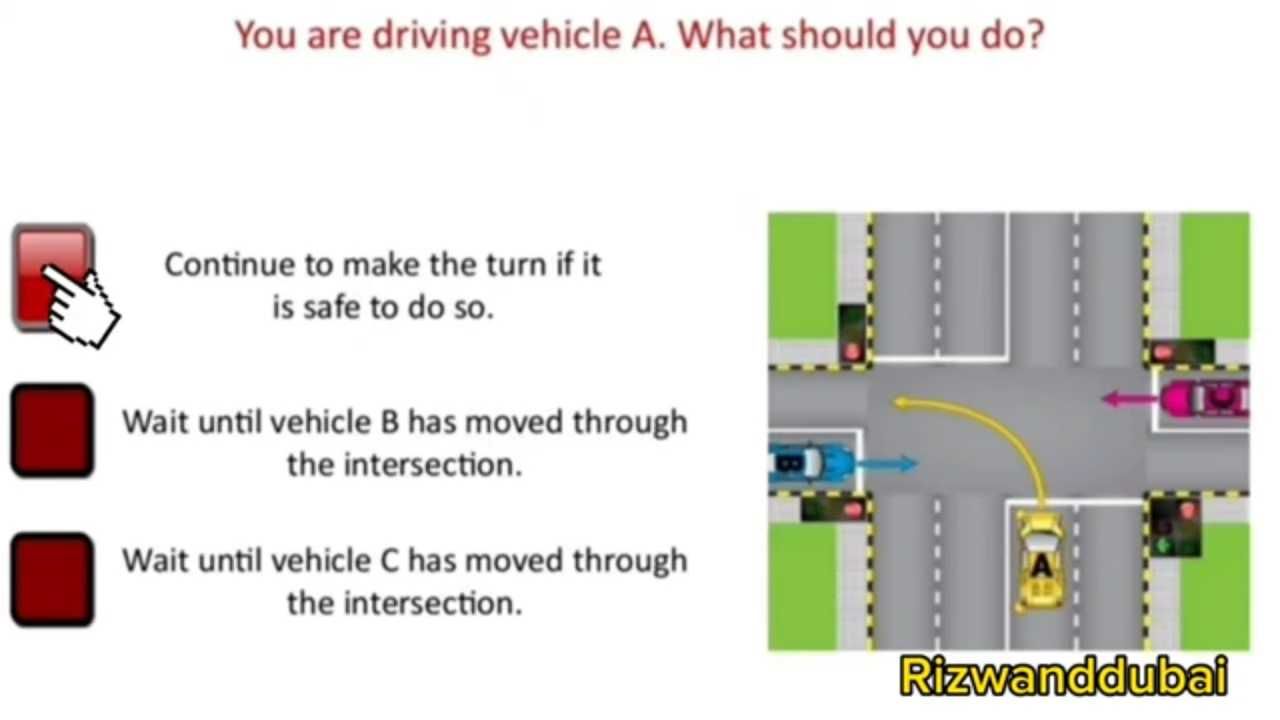 You are driving vehicle A. What should you do?
Continue to make the turn if it
is safe to do so.
Wait until vehicle B has moved through
the intersection.
Wait until vehicle C has moved through
the intersection.
B
A
Rizwanddubai